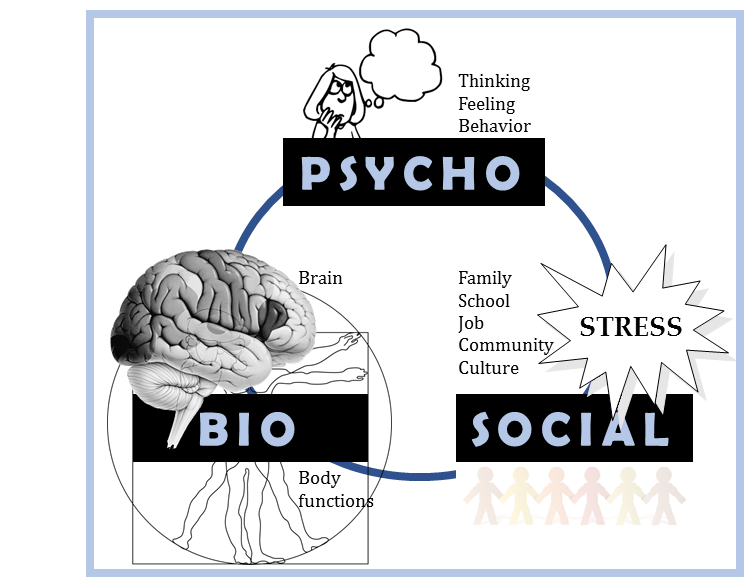 Thinking
Feeling
Behavior
PSYCHO
Brain
Family
School
Job
Community
Culture
STRESS
BIO
SOCIAL
Body
functions